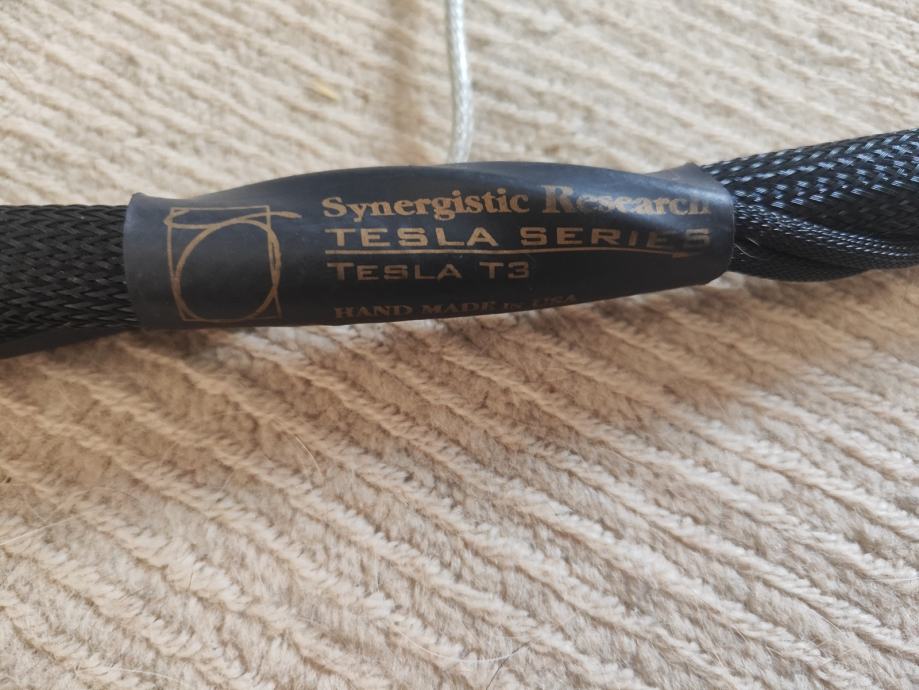 Synergistic Research
TESLA SERIES
TESLA T3
HAND MADE IN USA